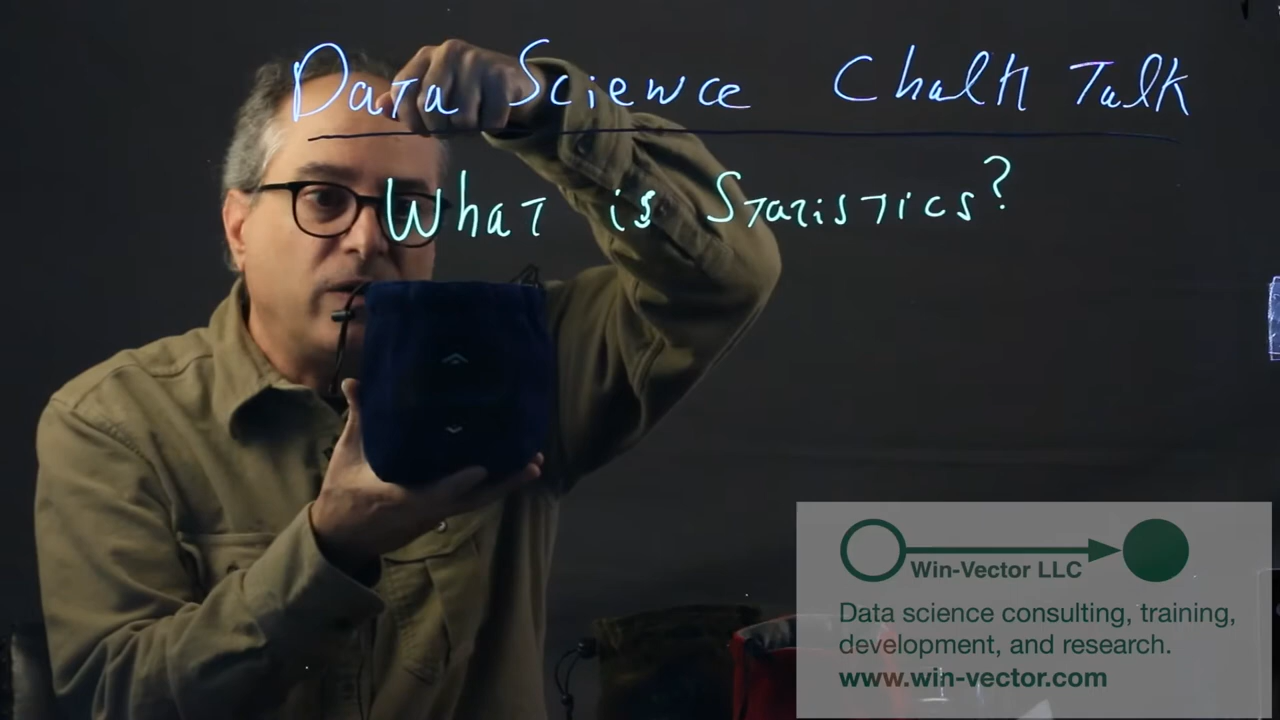 Data Science Chalk Talk
What is Statistics?
Win-Vector LLC
Data science consulting, training,
development, and research.
www.win-vector.com